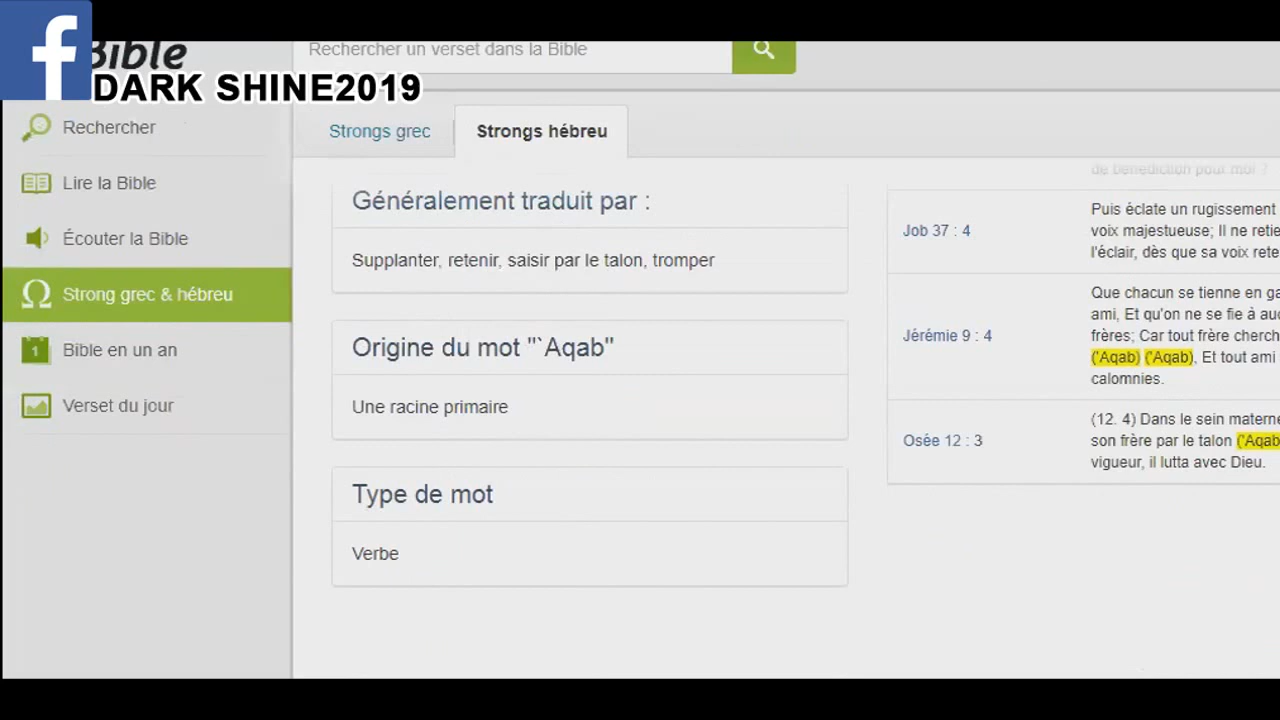 Bible
DARK SHINE2019
Rechercher un verset dans la Bible
Rechercher
Lire la Bible
Écouter la Bible
Strong grec & hébreu
1
Bible en un an
Verset du jour
Strongs grec
Strongs hébreu
Généralement traduit par :
Supplanter, retenir, saisir par le talon, tromper
Origine du mot "`Aqab"
Une racine primaire
Type de mot
Verbe
de bénédiction pour moi ?
Job 37 : 4
Puis éclate un rugissement
voix majestueuse; Il ne retie
l'éclair, dès que sa voix rete
Jérémie 9 : 4
Que chacun se tienne en ga
ami, Et qu'on ne se fie à auc
frères; Car tout frère cherch
('Aqab) ('Aqab), Et tout ami
calomnies.
Osée 12 : 3
(12. 4) Dans le sein materne
son frère par le talon ('Aqab
vigueur, il lutta avec Dieu.